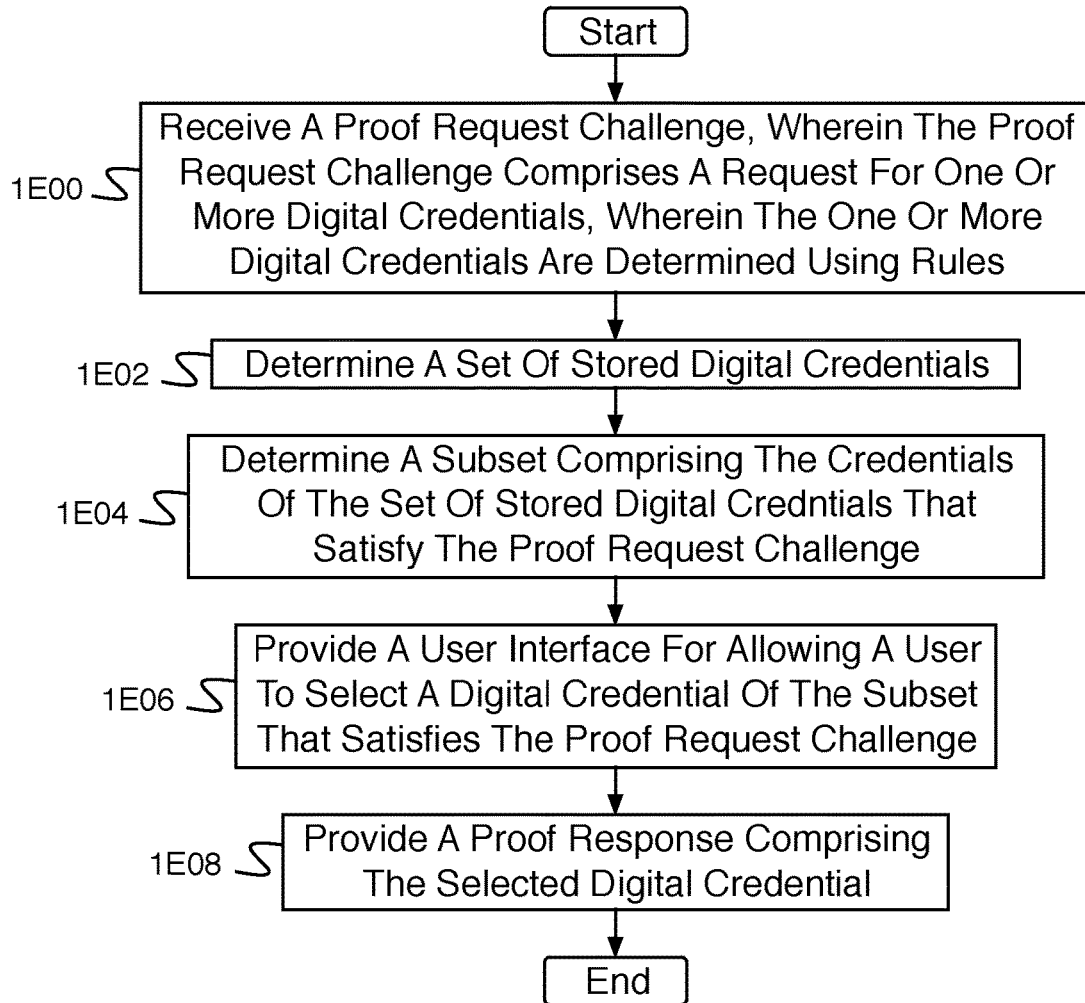 Start
1E00
Receive A Proof Request Challenge, Wherein The Proof
Request Challenge Comprises A Request For One Or
More Digital Credentials, Wherein The One Or More
Digital Credentials Are Determined Using Rules
1E02
Determine A Set Of Stored Digital Credentials
1E04
Determine A Subset Comprising The Credentials
Of The Set Of Stored Digital Credntials That
Satisfy The Proof Request Challenge
1E06
Provide A User Interface For Allowing A User
To Select A Digital Credential Of The Subset
That Satisfies The Proof Request Challenge
1E08
Provide A Proof Response Comprising
The Selected Digital Credential
End